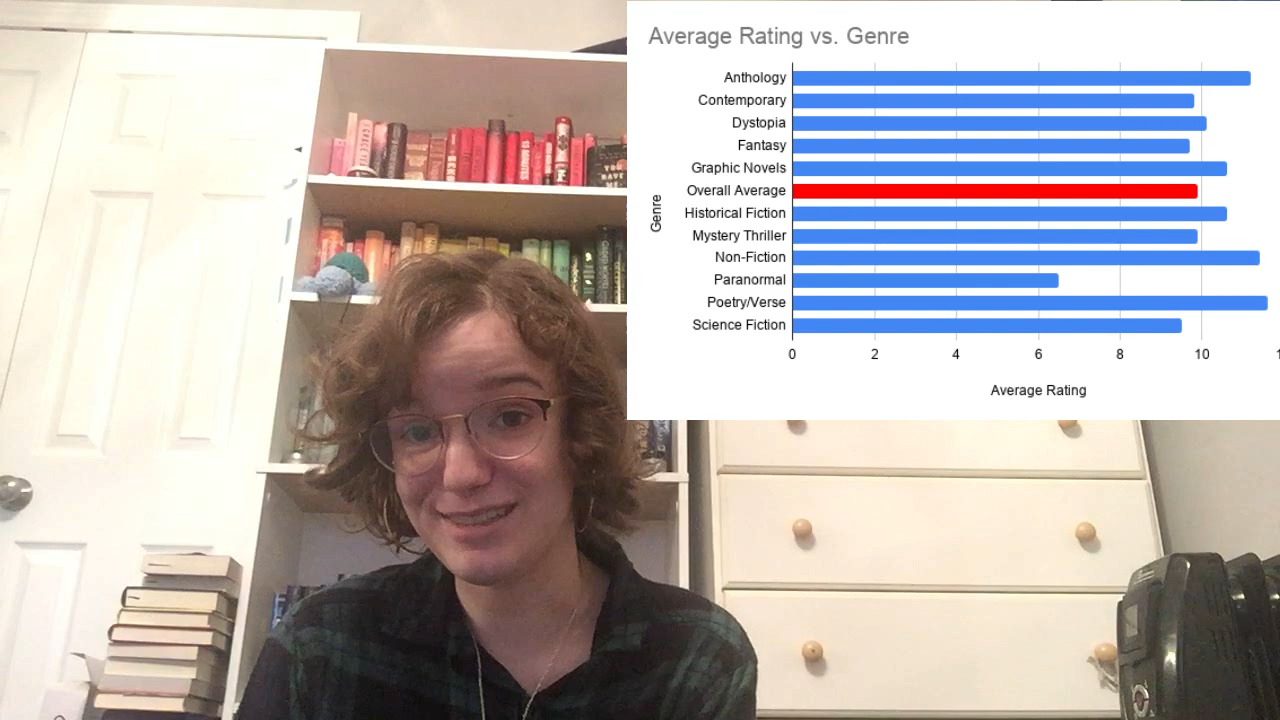 Average Rating vs. Genre
Anthology
Contemporary
Dystopia
Fantasy
Graphic Novels
Overall Average
Historical Fiction
Mystery Thriller
Non-Fiction
Paranormal
Poetry/Verse
Science Fiction
Genre
0 2 4 6 8 10
Average Rating